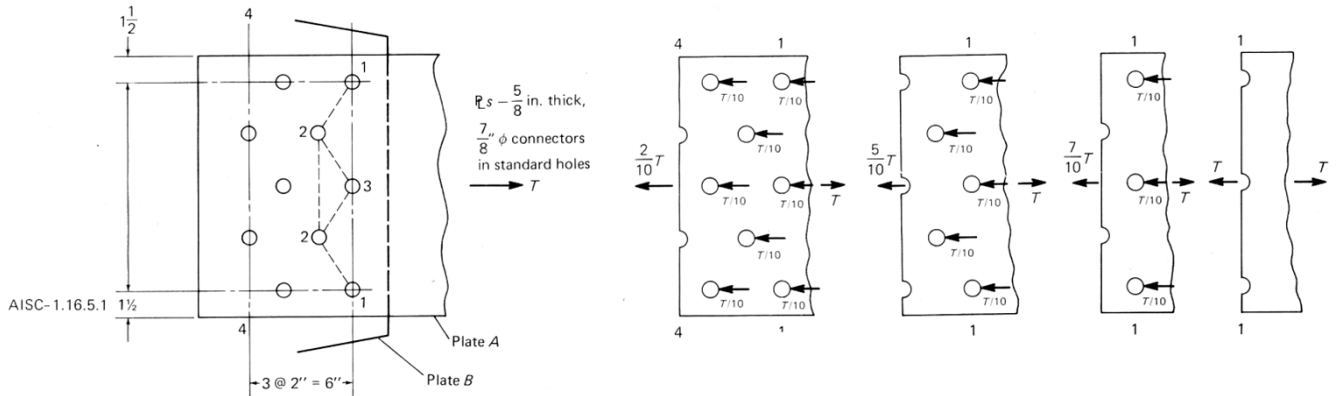 1 1/2
4
1
2
3
2
1
4
AISC-1.16.5.1 1½
3 @ 2" = 6"
Plate A
Plate B
℄s – 5/8 in. thick,
7/8" ϕ connectors
in standard holes
T
4 1
T/10 T/10
T/10
2/10 T
T/10 T/10 T
T/10
T/10 T/10
4 1
1
T/10
T/10
5/10 T
T/10 T
T/10
T/10
1
1
T/10
7/10 T
T/10 T
T/10
1
1
T T
1